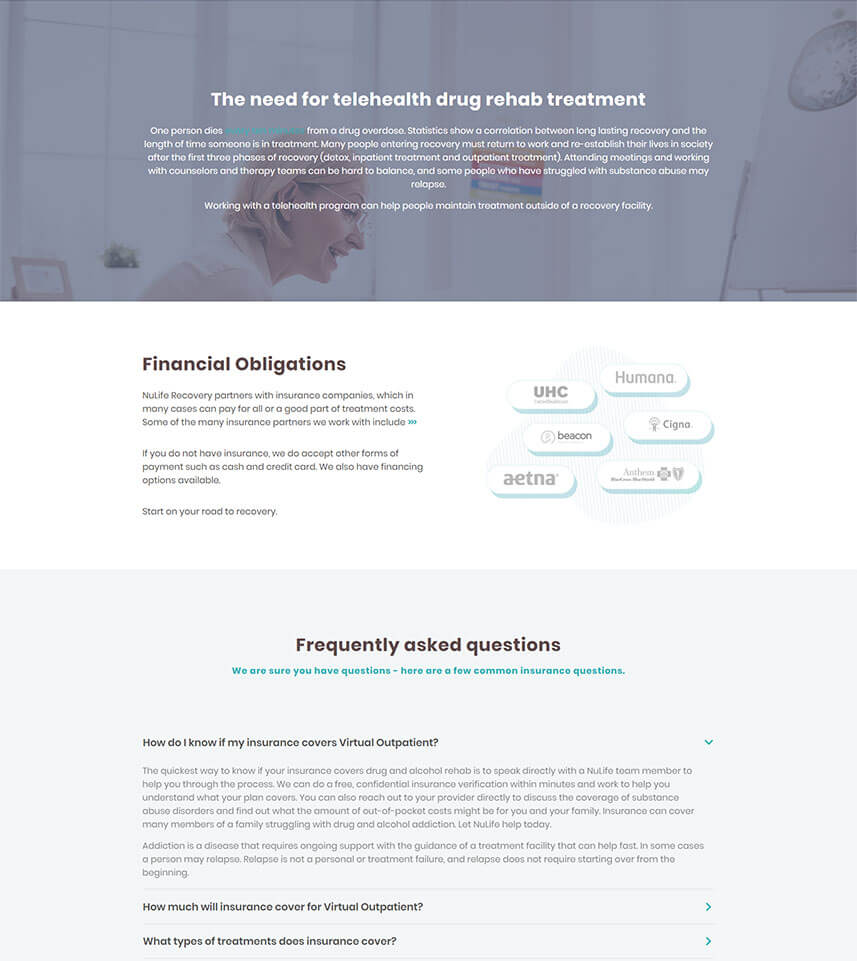 The need for telehealth drug rehab treatment
One person dies from a drug overdose. Statistics show a correlation between long lasting recovery and the
length of time someone is in treatment. Many people entering recovery must return to work and re-establish their lives in society
after the first three phases of recovery (detox, inpatient treatment and outpatient treatment). Attending meetings and working
with counselors and therapy teams can be hard to balance, and some people who have struggled with substance abuse may
relapse.
Working with a telehealth program can help people maintain treatment outside of a recovery facility.
Financial Obligations
NuLife Recovery partners with insurance companies, which in
many cases can pay for all or a good part of treatment costs.
Some of the many insurance partners we work with include »»
If you do not have insurance, we do accept other forms of
payment such as cash and credit card. We also have financing
options available.
Start on your road to recovery.
Humana.
UHC
Cigna.
beacon
aetna
Anthem
BlueCross BlueShield
Frequently asked questions
We are sure you have questions - here are a few common insurance questions.
How do I know if my insurance covers Virtual Outpatient?
The quickest way to know if your insurance covers drug and alcohol rehab is to speak directly with a NuLife team member to
help you through the process. We can do a free, confidential insurance verification within minutes and work to help you
understand what your plan covers. You can also reach out to your provider directly to discuss the coverage of substance
abuse disorders and find out what the amount of out-of-pocket costs might be for you and your family. Insurance can cover
many members of a family struggling with drug and alcohol addiction. Let NuLife help today.
Addiction is a disease that requires ongoing support with the guidance of a treatment facility that can help fast. In some cases
a person may relapse. Relapse is not a personal or treatment failure, and relapse does not require starting over from the
beginning.
How much will insurance cover for Virtual Outpatient?
What types of treatments does insurance cover?